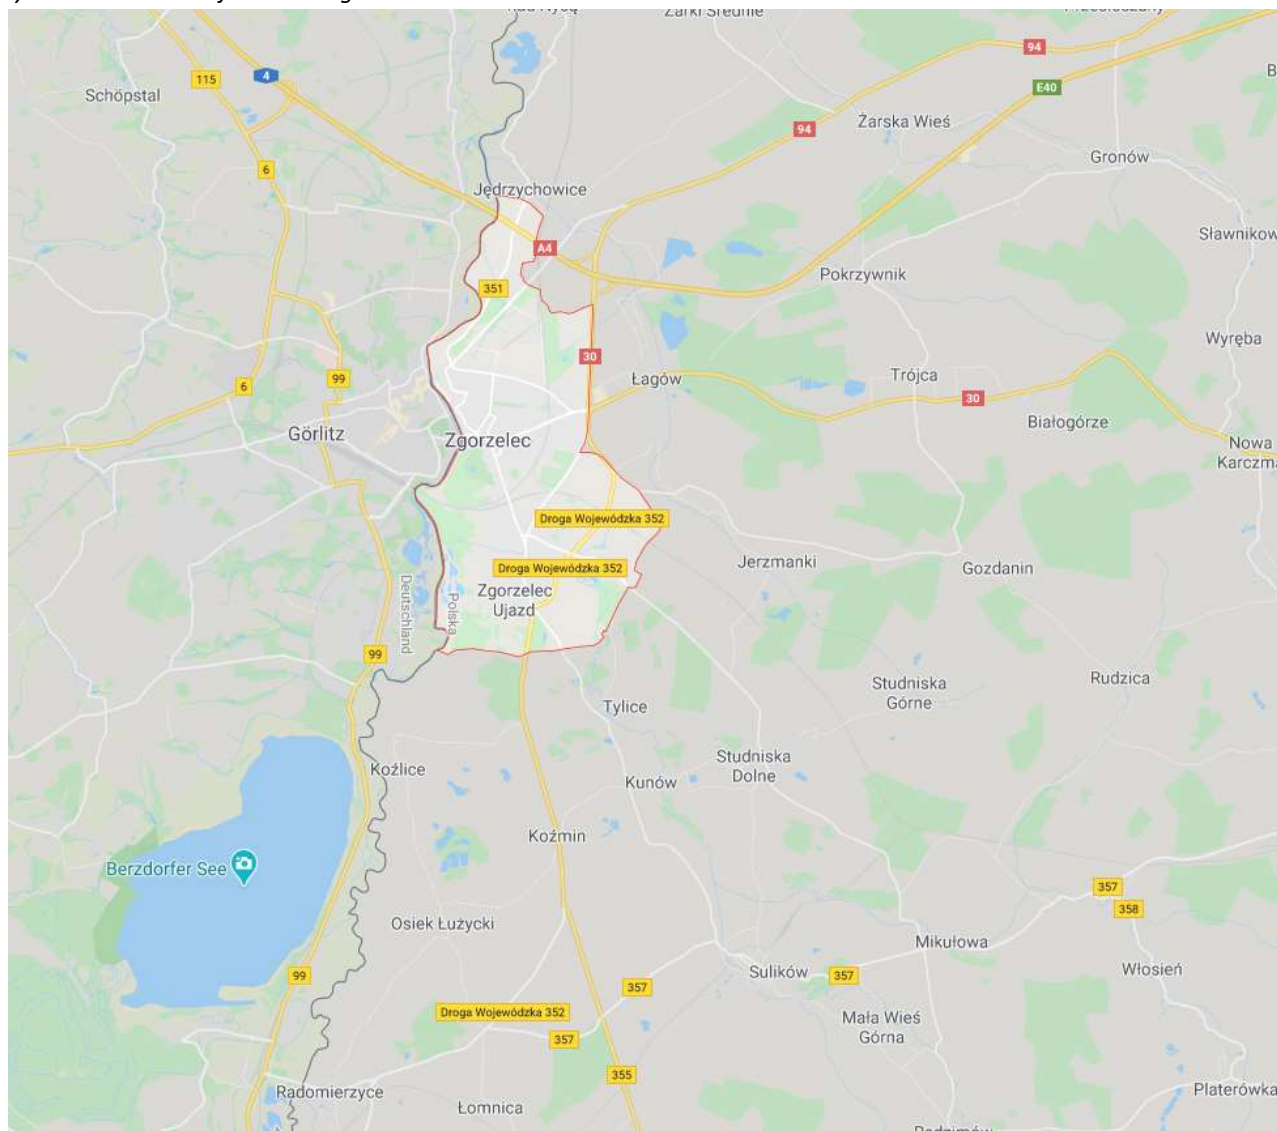 Żarki Średnie
94
4
115
E40
Schöpstal
94
Żarska Wieś
Gronów
6
Jędrzychowice
Sławnikow
A4
Pokrzywnik
351
Wyręba
30
Łagów
Trójca
99
6
30
Białogórze
Görlitz
Zgorzelec
Nowa
Karczma
Droga Wojewódzka 352
Jerzmanki
Droga Wojewódzka 352
Gozdanin
Zgorzelec
Ujazd
Deutschland
Polska
99
Studniska
Górne
Rudzica
Tylice
Studniska
Dolne
Koźlice
Kunów
Koźmin
Berzdorfer See
357
358
Osiek Łużycki
Mikułowa
Sulików
357
Włosień
99
357
Droga Wojewódzka 352
Mała Wieś
Górna
357
355
Radomierzyce
Platerówka
Łomnica